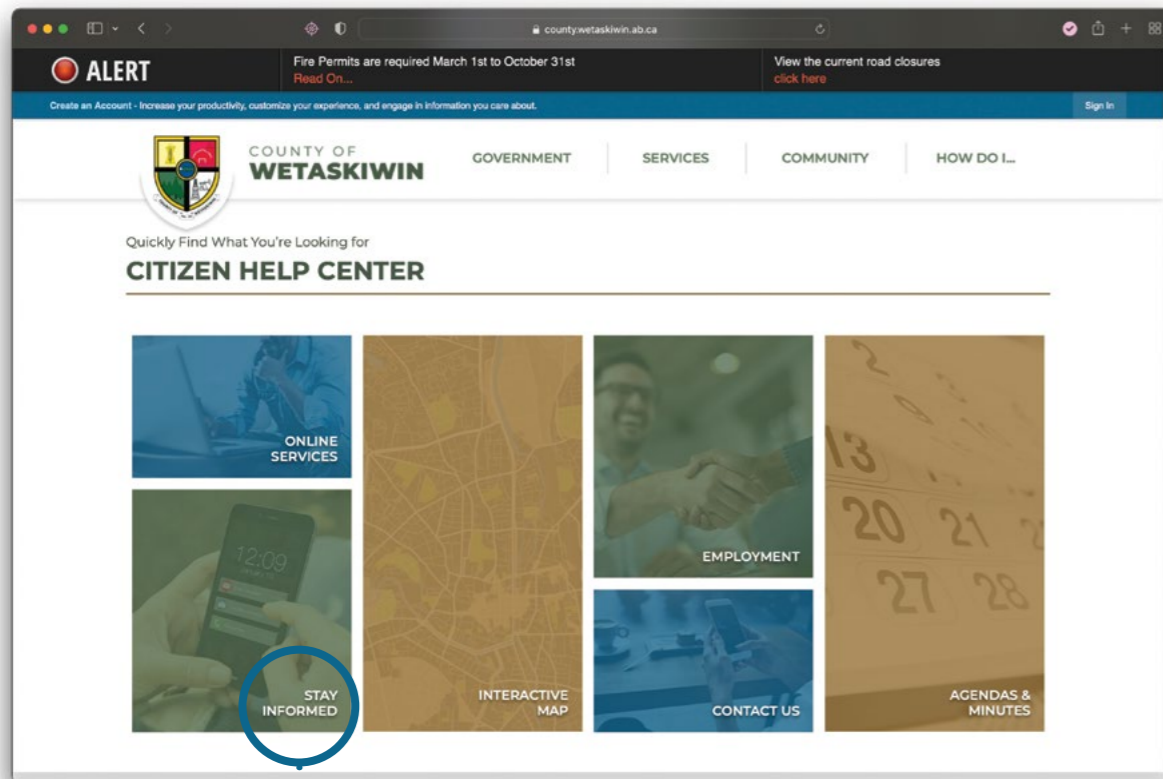 county.wetaskiwin.ab.ca
ALERT
Fire Permits are required March 1st to October 31st
Read On...
View the current road closures
click here
Create an Account - Increase your productivity, customize your experience, and engage in information you care about.
Sign In
COUNTY OF
WETASKIWIN
GOVERNMENT
SERVICES
COMMUNITY
HOW DO I...
Quickly Find What You're Looking for
CITIZEN HELP CENTER
ONLINE
SERVICES
12:09
STAY
INFORMED
INTERACTIVE
MAP
EMPLOYMENT
CONTACT US
2
13
20
21
27
28
AGENDAS &
MINUTES